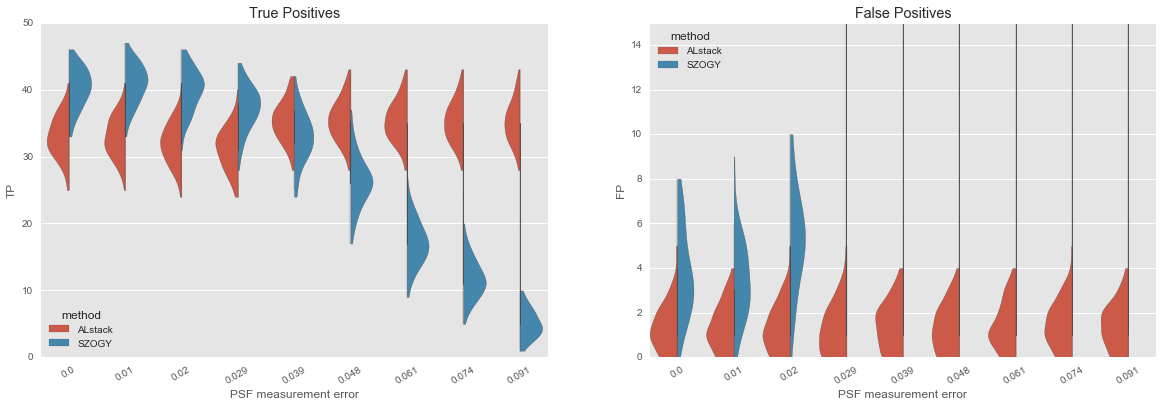 True Positives
50
40
30
20
10
0
TP
method
ALstack
SZOGY
0.0
0.01
0.02
0.029
0.039
0.048
0.061
0.074
0.091
PSF measurement error
False Positives
14
12
10
8
6
4
2
0
FP
method
ALstack
SZOGY
0.0
0.01
0.02
0.029
0.039
0.048
0.061
0.074
0.091
PSF measurement error